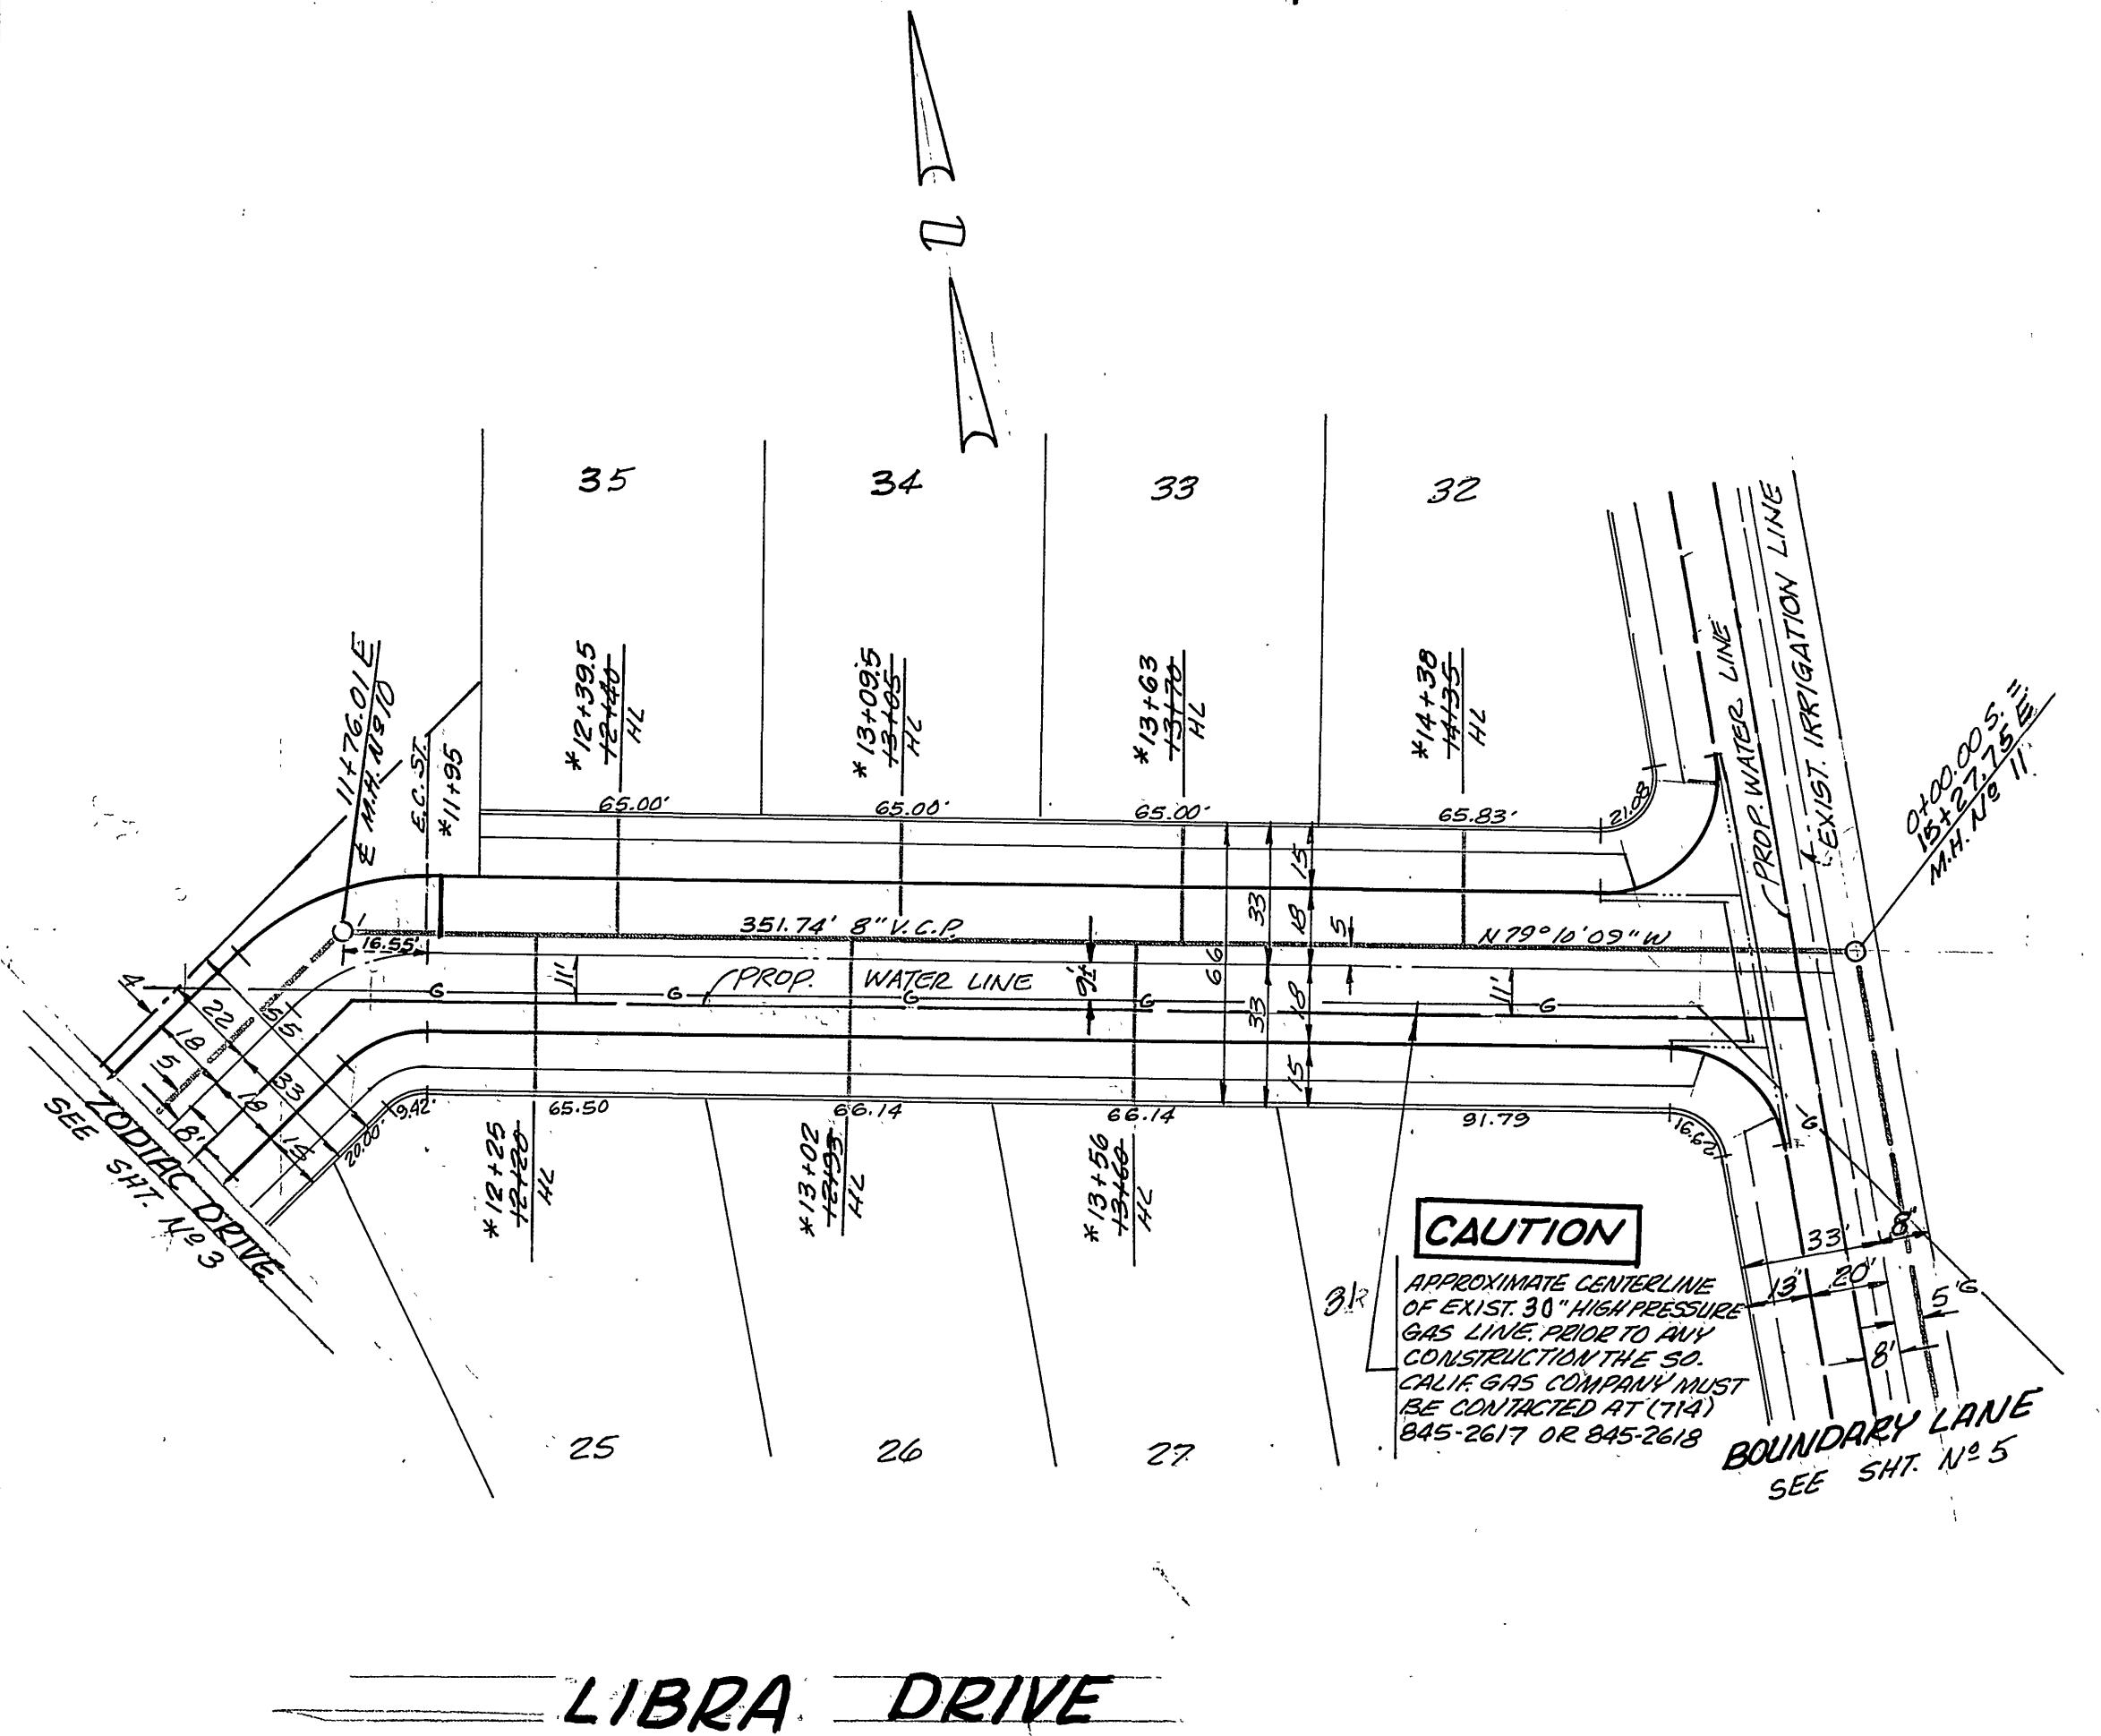 N
35
34
33
32
11+76.01 E
℄ M.H. Nº 10
E.C. ST.
*11+95
*12+39.5
12+40
HL
*13+09.5
13+05
HL
*13+63
13+70
HL
*14+38
14+35
HL
PROP. WATER LINE
EXIST. IRRIGATION LINE
0+00.00 S. =
15+27.75 E.
M.H. Nº 11
65.00'
65.00'
65.00'
65.83'
21.08
351.74' 8" V.C.P.
N 79° 10' 09" W
16.55'
11'
PROP. WATER LINE
9½'
66
33
33
15
18
18
15
5
11'
G
G
G
G
G
4
22
18
5
55
33
18
8'
20.00'
9.42'
65.50
66.14
66.14
91.79
16.67
G
ZODIAC DRIVE
SEE SHT. Nº 3
*12+25
12+20
HL
*13+02
12+93
HL
*13+56
13+60
HL
CAUTION
APPROXIMATE CENTERLINE
OF EXIST. 30" HIGH PRESSURE
GAS LINE. PRIOR TO ANY
CONSTRUCTION THE SO.
CALIF. GAS COMPANY MUST
BE CONTACTED AT (714)
845-2617 OR 845-2618
33'
8'
13'
20'
5'
G
8'
25
26
27
BOUNDARY LANE
SEE SHT. Nº 5
LIBRA DRIVE